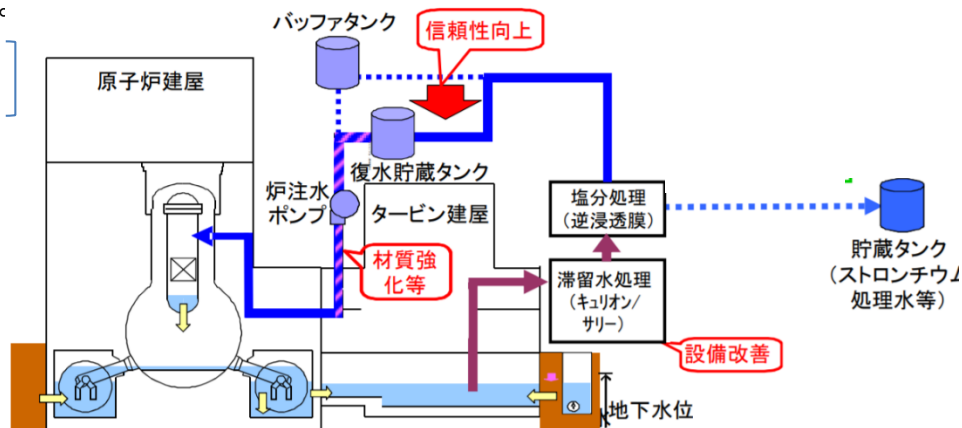 バッファタンク
信頼性向上
原子炉建屋
復水貯蔵タンク
炉注水
ポンプ
タービン建屋
塩分処理
(逆浸透膜)
材質強
化等
滞留水処理
(キュリオン/
サリー)
貯蔵タンク
(ストロンチウム
処理水等)
設備改善
地下水位